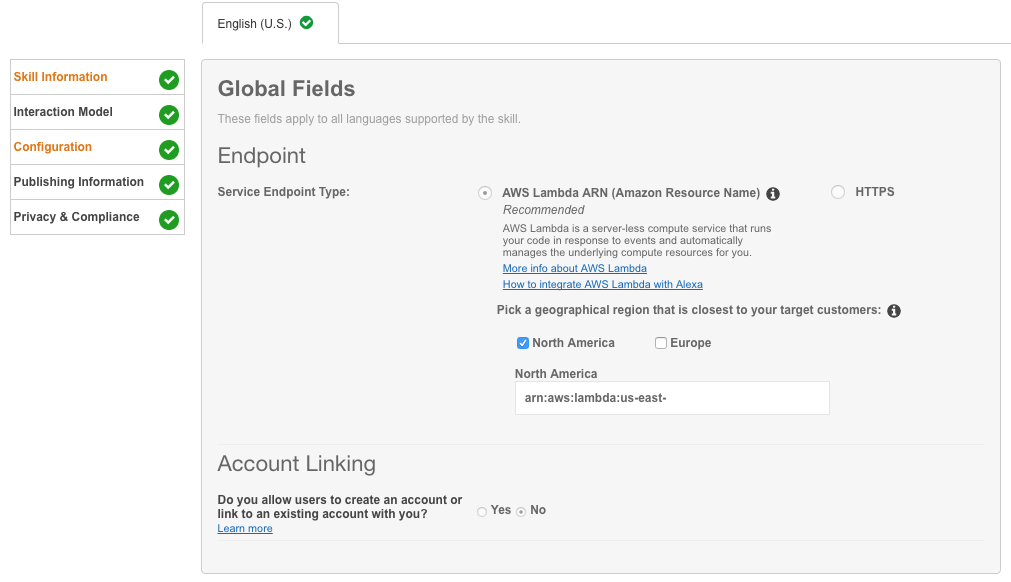 English (U.S.)
Skill Information
Interaction Model
Configuration
Publishing Information
Privacy & Compliance
Global Fields
These fields apply to all languages supported by the skill.
Endpoint
Service Endpoint Type:
AWS Lambda ARN (Amazon Resource Name)
HTTPS
Recommended
AWS Lambda is a server-less compute service that runs
your code in response to events and automatically
manages the underlying compute resources for you.
More info about AWS Lambda
How to integrate AWS Lambda with Alexa
Pick a geographical region that is closest to your target customers:
North America
Europe
North America
arn:aws:lambda:us-east-
Account Linking
Do you allow users to create an account or
link to an existing account with you?
Yes No
Learn more